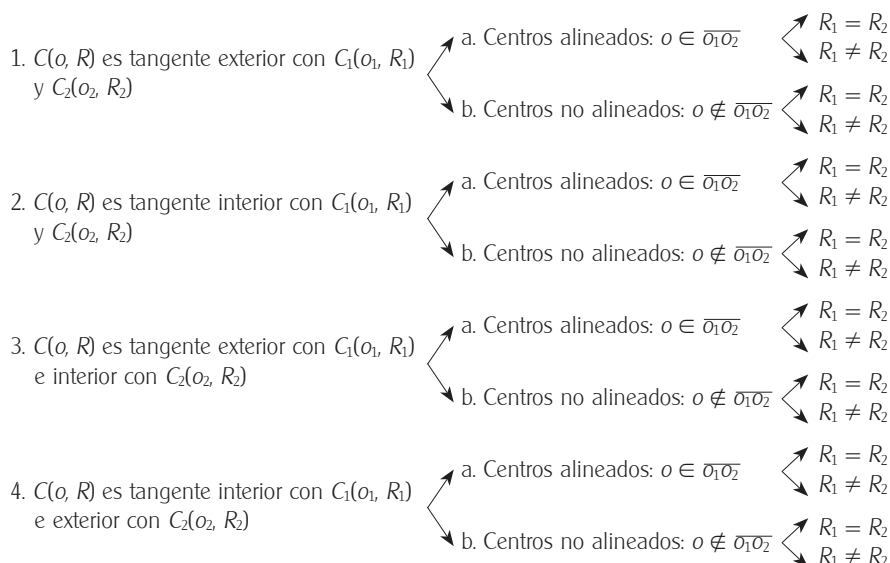 1. C(o, R) es tangente exterior con C₁(o₁, R₁)
y C₂(o₂, R₂)
a. Centros alineados: o ∈ o₁o₂
R₁ = R₂
R₁ ≠ R₂
b. Centros no alineados: o ∉ o₁o₂
R₁ = R₂
R₁ ≠ R₂
2. C(o, R) es tangente interior con C₁(o₁, R₁)
y C₂(o₂, R₂)
a. Centros alineados: o ∈ o₁o₂
R₁ = R₂
R₁ ≠ R₂
b. Centros no alineados: o ∉ o₁o₂
R₁ = R₂
R₁ ≠ R₂
3. C(o, R) es tangente exterior con C₁(o₁, R₁)
e interior con C₂(o₂, R₂)
a. Centros alineados: o ∈ o₁o₂
R₁ = R₂
R₁ ≠ R₂
b. Centros no alineados: o ∉ o₁o₂
R₁ = R₂
R₁ ≠ R₂
4. C(o, R) es tangente interior con C₁(o₁, R₁)
e exterior con C₂(o₂, R₂)
a. Centros alineados: o ∈ o₁o₂
R₁ = R₂
R₁ ≠ R₂
b. Centros no alineados: o ∉ o₁o₂
R₁ = R₂
R₁ ≠ R₂